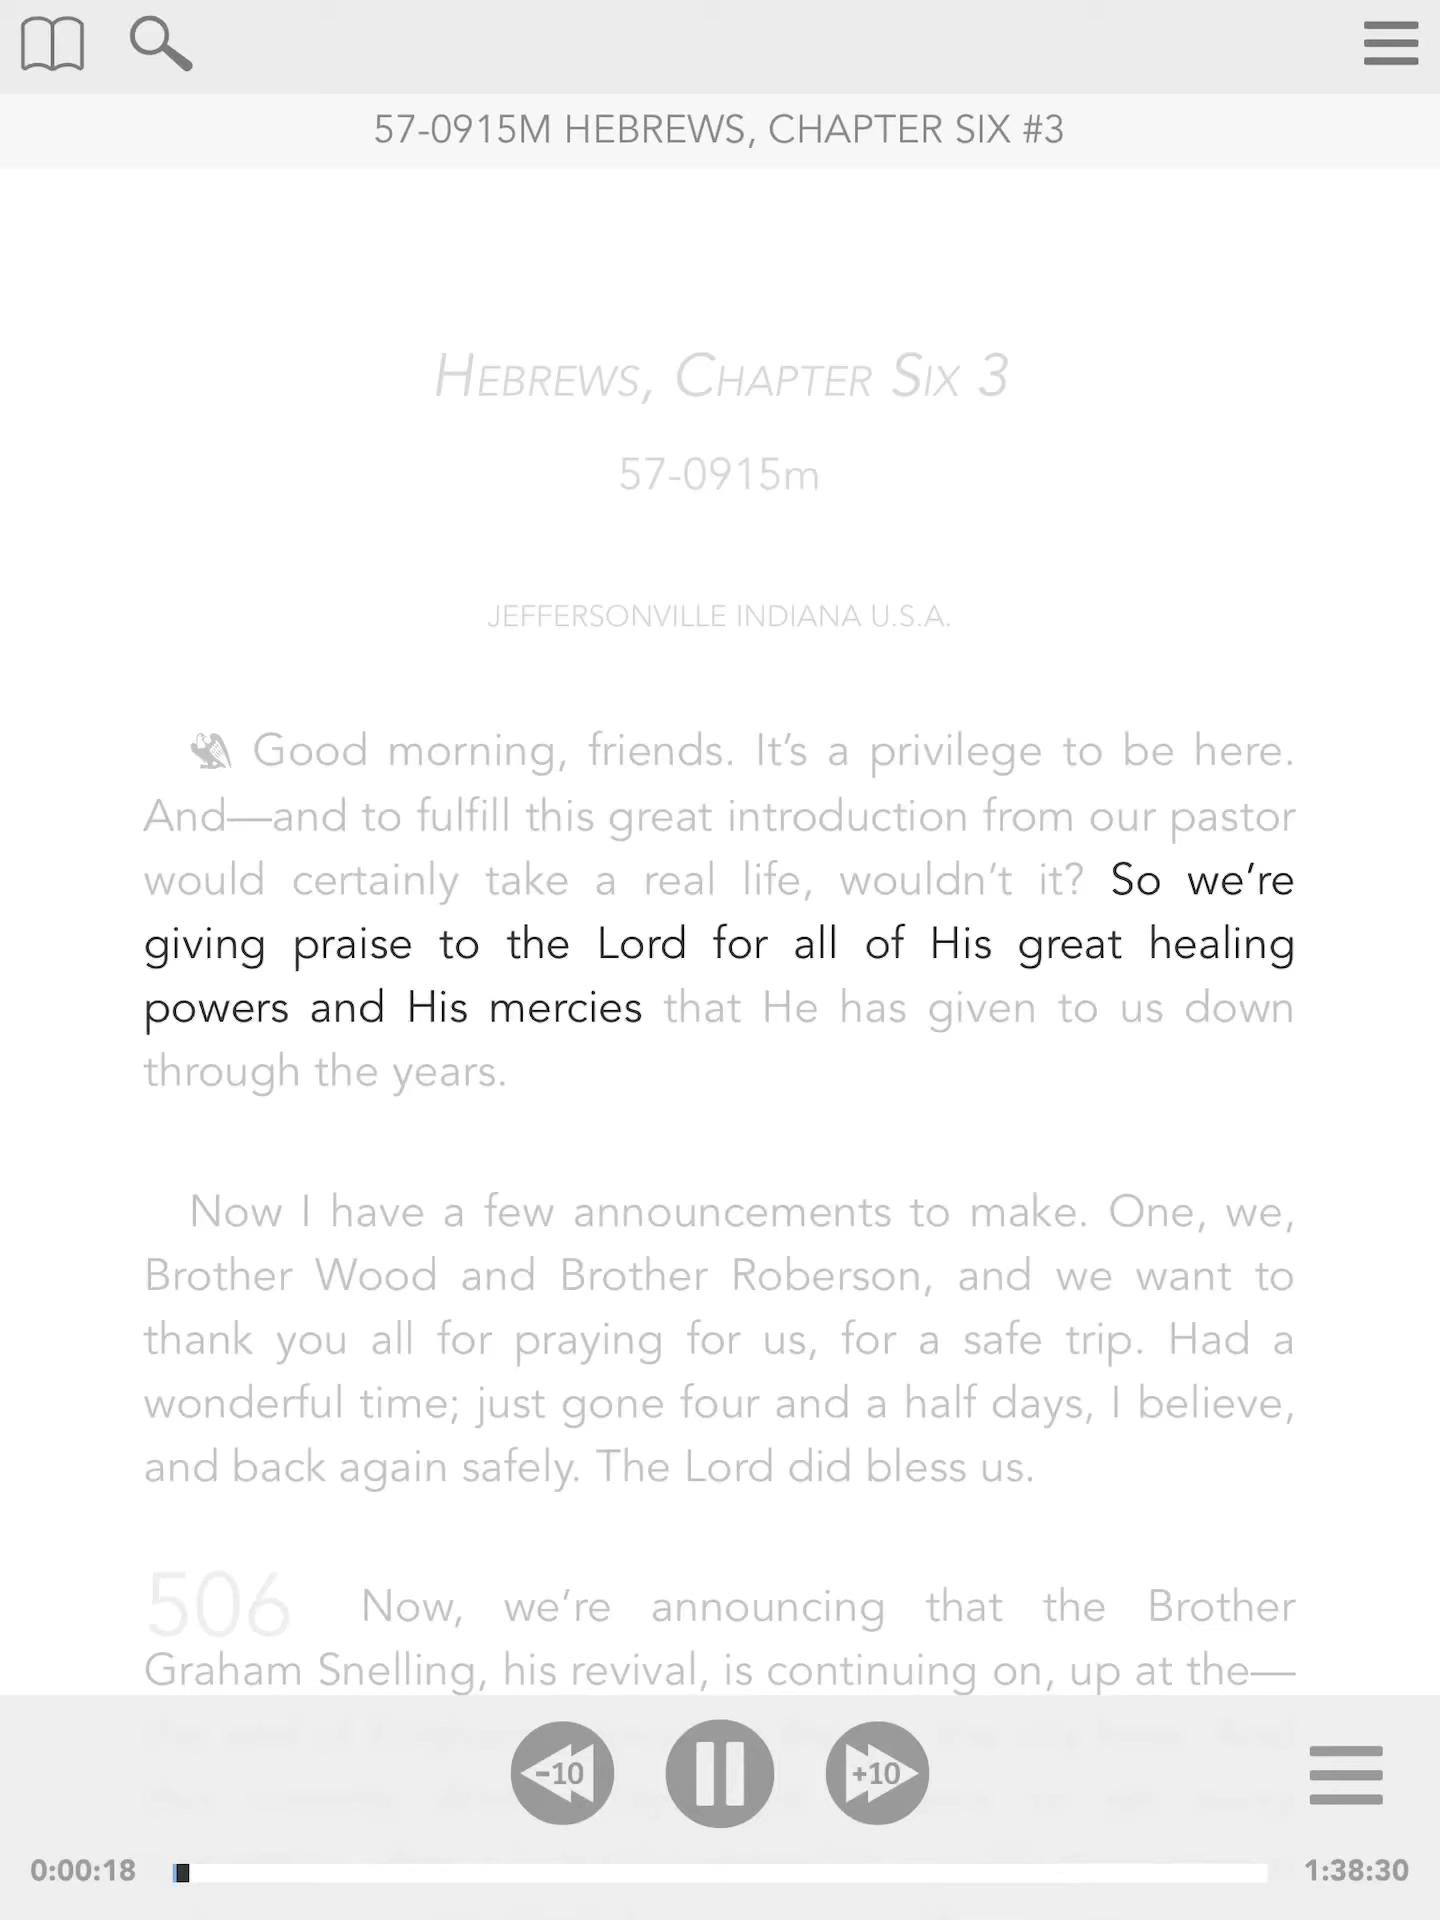 57-0915M HEBREWS, CHAPTER SIX #3
Hebrews, Chapter Six 3
57-0915m
JEFFERSONVILLE INDIANA U.S.A.
Good morning, friends. It’s a privilege to be here.
And—and to fulfill this great introduction from our pastor
would certainly take a real life, wouldn’t it? So we’re
giving praise to the Lord for all of His great healing
powers and His mercies that He has given to us down
through the years.
Now I have a few announcements to make. One, we,
Brother Wood and Brother Roberson, and we want to
thank you all for praying for us, for a safe trip. Had a
wonderful time; just gone four and a half days, I believe,
and back again safely. The Lord did bless us.
506 Now, we’re announcing that the Brother
Graham Snelling, his revival, is continuing on, up at the—
-10 +10
0:00:18 1:38:30